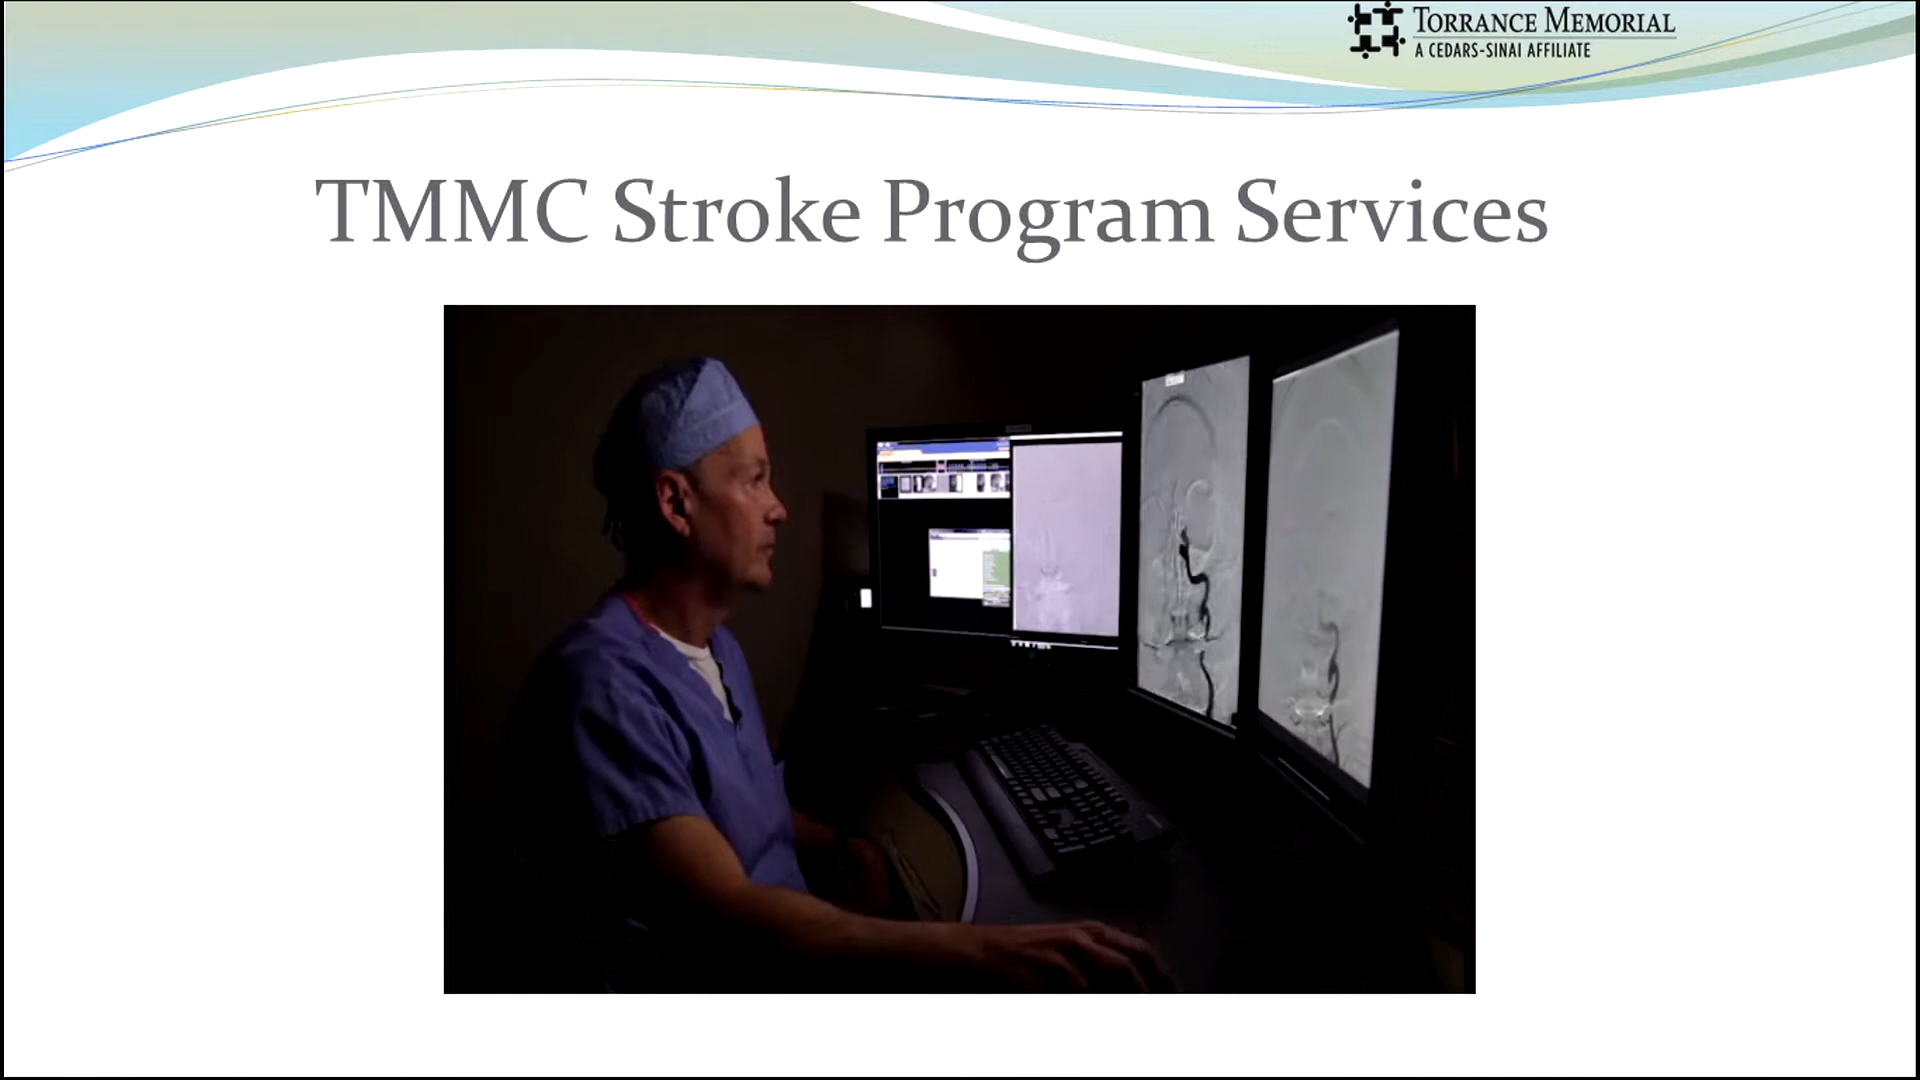 TORRANCE MEMORIAL
A CEDARS-SINAI AFFILIATE
TMMC Stroke Program Services